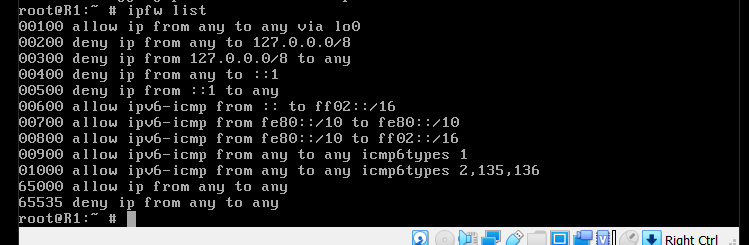 root@R1:~ # ipfw list
00100 allow ip from any to any via lo0
00200 deny ip from any to 127.0.0.0/8
00300 deny ip from 127.0.0.0/8 to any
00400 deny ip from any to ::1
00500 deny ip from ::1 to any
00600 allow ipv6-icmp from :: to ff02::/16
00700 allow ipv6-icmp from fe80::/10 to fe80::/10
00800 allow ipv6-icmp from fe80::/10 to ff02::/16
00900 allow ipv6-icmp from any to any icmp6types 1
01000 allow ipv6-icmp from any to any icmp6types 2,135,136
65000 allow ip from any to any
65535 deny ip from any to any
root@R1:~ #
Right Ctrl